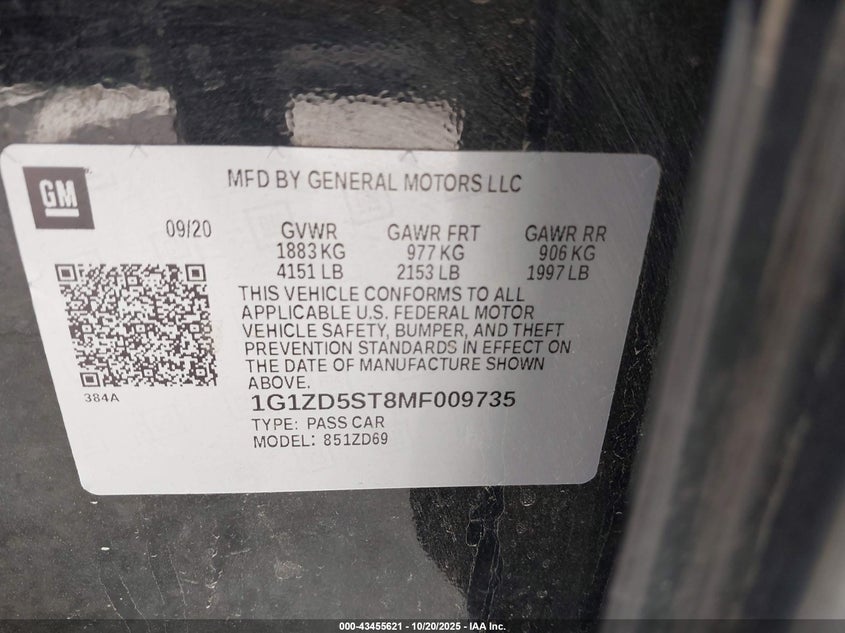 GM
MFD BY GENERAL MOTORS LLC
09/20
GVWR GAWR FRT GAWR RR
1883 KG 977 KG 906 KG
4151 LB 2153 LB 1997 LB
THIS VEHICLE CONFORMS TO ALL
APPLICABLE U.S. FEDERAL MOTOR
VEHICLE SAFETY, BUMPER, AND THEFT
PREVENTION STANDARDS IN EFFECT ON
THE DATE OF MANUFACTURE SHOWN
ABOVE.
384A
1G1ZD5ST8MF009735
TYPE: PASS CAR
MODEL: 851ZD69
000-43455621 - 10/20/2025 - IAA Inc.